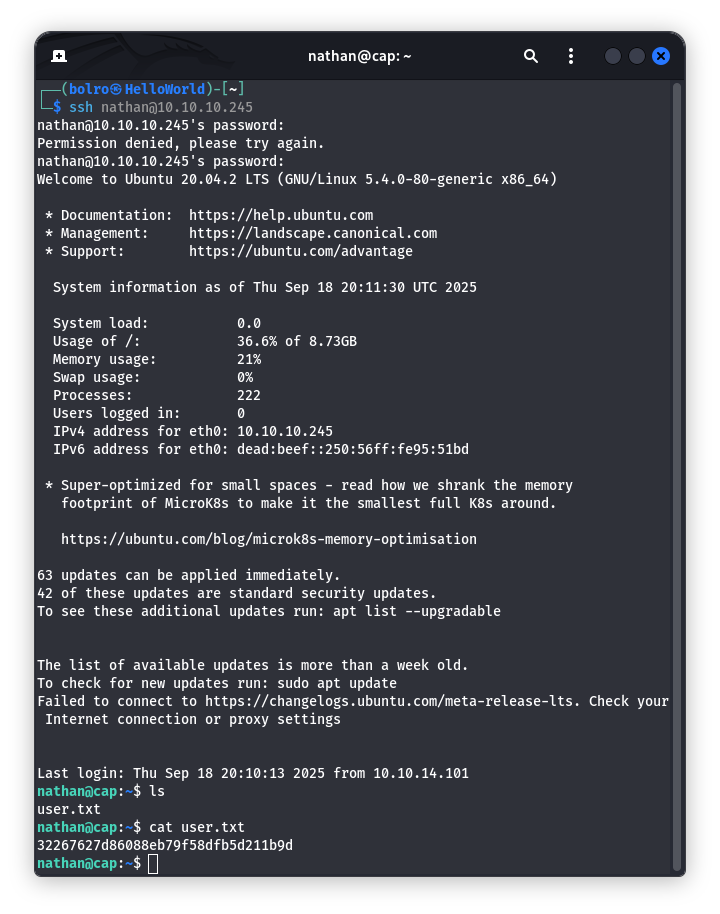 nathan@cap: ~
┌──(bolro㉿HelloWorld)-[~]
└─$ ssh nathan@10.10.10.245
nathan@10.10.10.245's password:
Permission denied, please try again.
nathan@10.10.10.245's password:
Welcome to Ubuntu 20.04.2 LTS (GNU/Linux 5.4.0-80-generic x86_64)
* Documentation:  https://help.ubuntu.com
* Management:     https://landscape.canonical.com
* Support:        https://ubuntu.com/advantage
System information as of Thu Sep 18 20:11:30 UTC 2025
System load:           0.0
Usage of /:            36.6% of 8.73GB
Memory usage:          21%
Swap usage:            0%
Processes:             222
Users logged in:       0
IPv4 address for eth0: 10.10.10.245
IPv6 address for eth0: dead:beef::250:56ff:fe95:51bd
* Super-optimized for small spaces - read how we shrank the memory
footprint of MicroK8s to make it the smallest full K8s around.
https://ubuntu.com/blog/microk8s-memory-optimisation
63 updates can be applied immediately.
42 of these updates are standard security updates.
To see these additional updates run: apt list --upgradable
The list of available updates is more than a week old.
To check for new updates run: sudo apt update
Failed to connect to https://changelogs.ubuntu.com/meta-release-lts. Check your
Internet connection or proxy settings
Last login: Thu Sep 18 20:10:13 2025 from 10.10.14.101
nathan@cap:~$ ls
user.txt
nathan@cap:~$ cat user.txt
32267627d86088eb79f58dfb5d211b9d
nathan@cap:~$